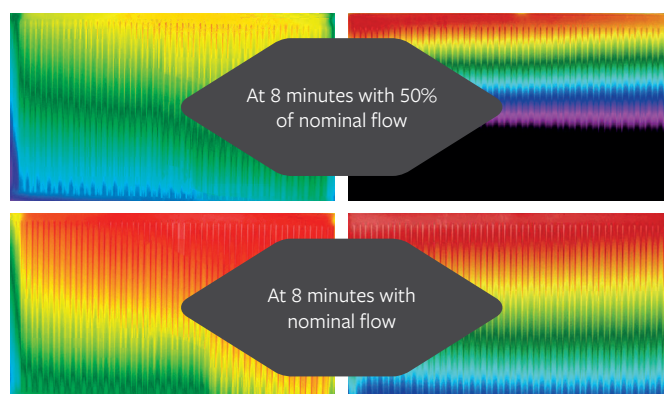 At 8 minutes with 50%
of nominal flow
At 8 minutes with
nominal flow